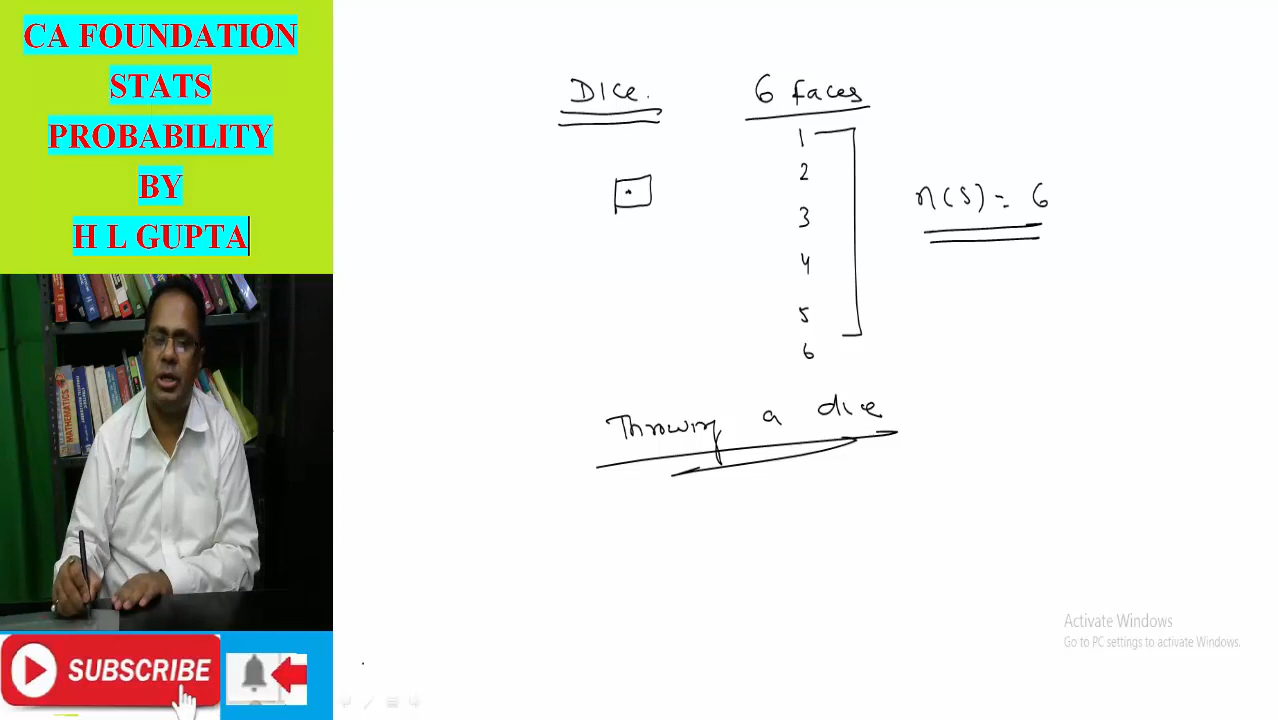 CA FOUNDATION
STATS
PROBABILITY
BY
H L GUPTA
MATHEMATICS
SUBSCRIBE
Dice. 6 faces
1
2
3
4
5
6
n(S) = 6
Throwing a dice
Activate Windows
Go to PC settings to activate Windows.